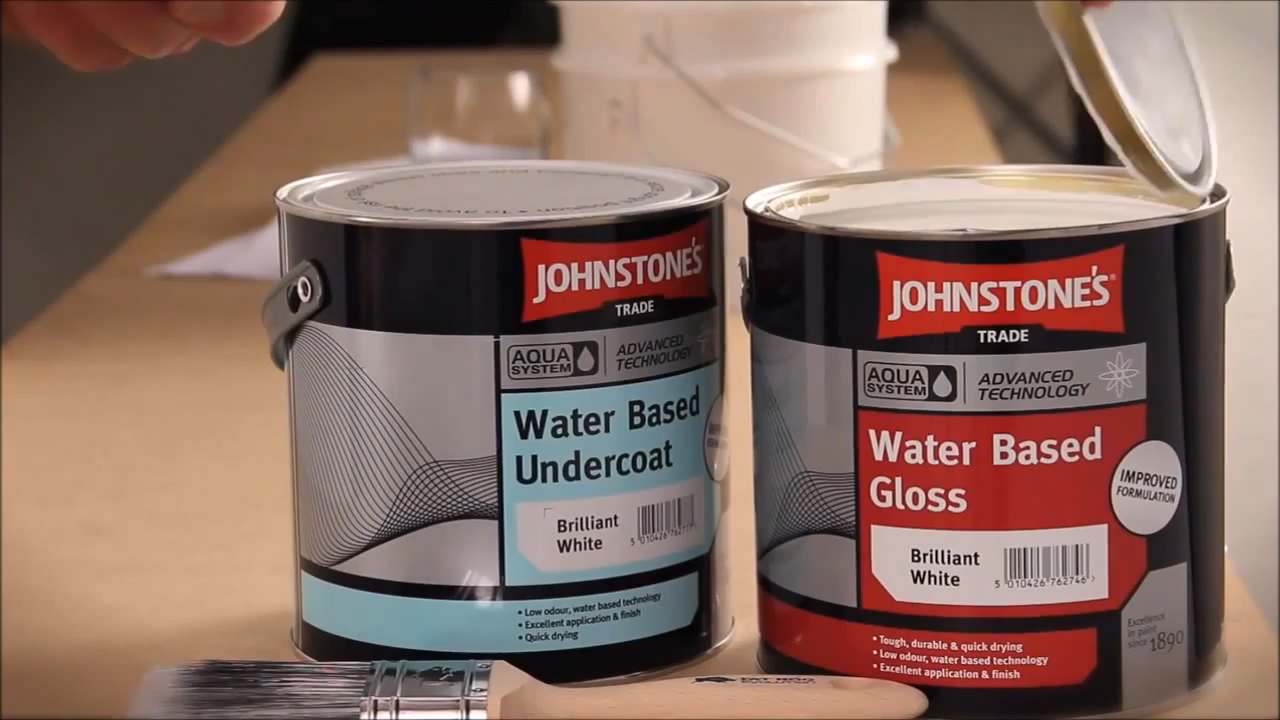 JOHNSTONE'S
TRADE
AQUA
SYSTEM
ADVANCED
TECHNOLOGY
Water Based
Undercoat
Brilliant
White
• Low odour, water based technology
• Excellent application & finish
• Quick drying
JOHNSTONE'S®
TRADE
AQUA
SYSTEM
ADVANCED
TECHNOLOGY
Water Based
Gloss
IMPROVED
FORMULATION
Brilliant
White
5 010426 762746 >
• Tough, durable & quick drying
• Low odour, water based technology
• Excellent application & finish
Excellence
in paint
since 1890